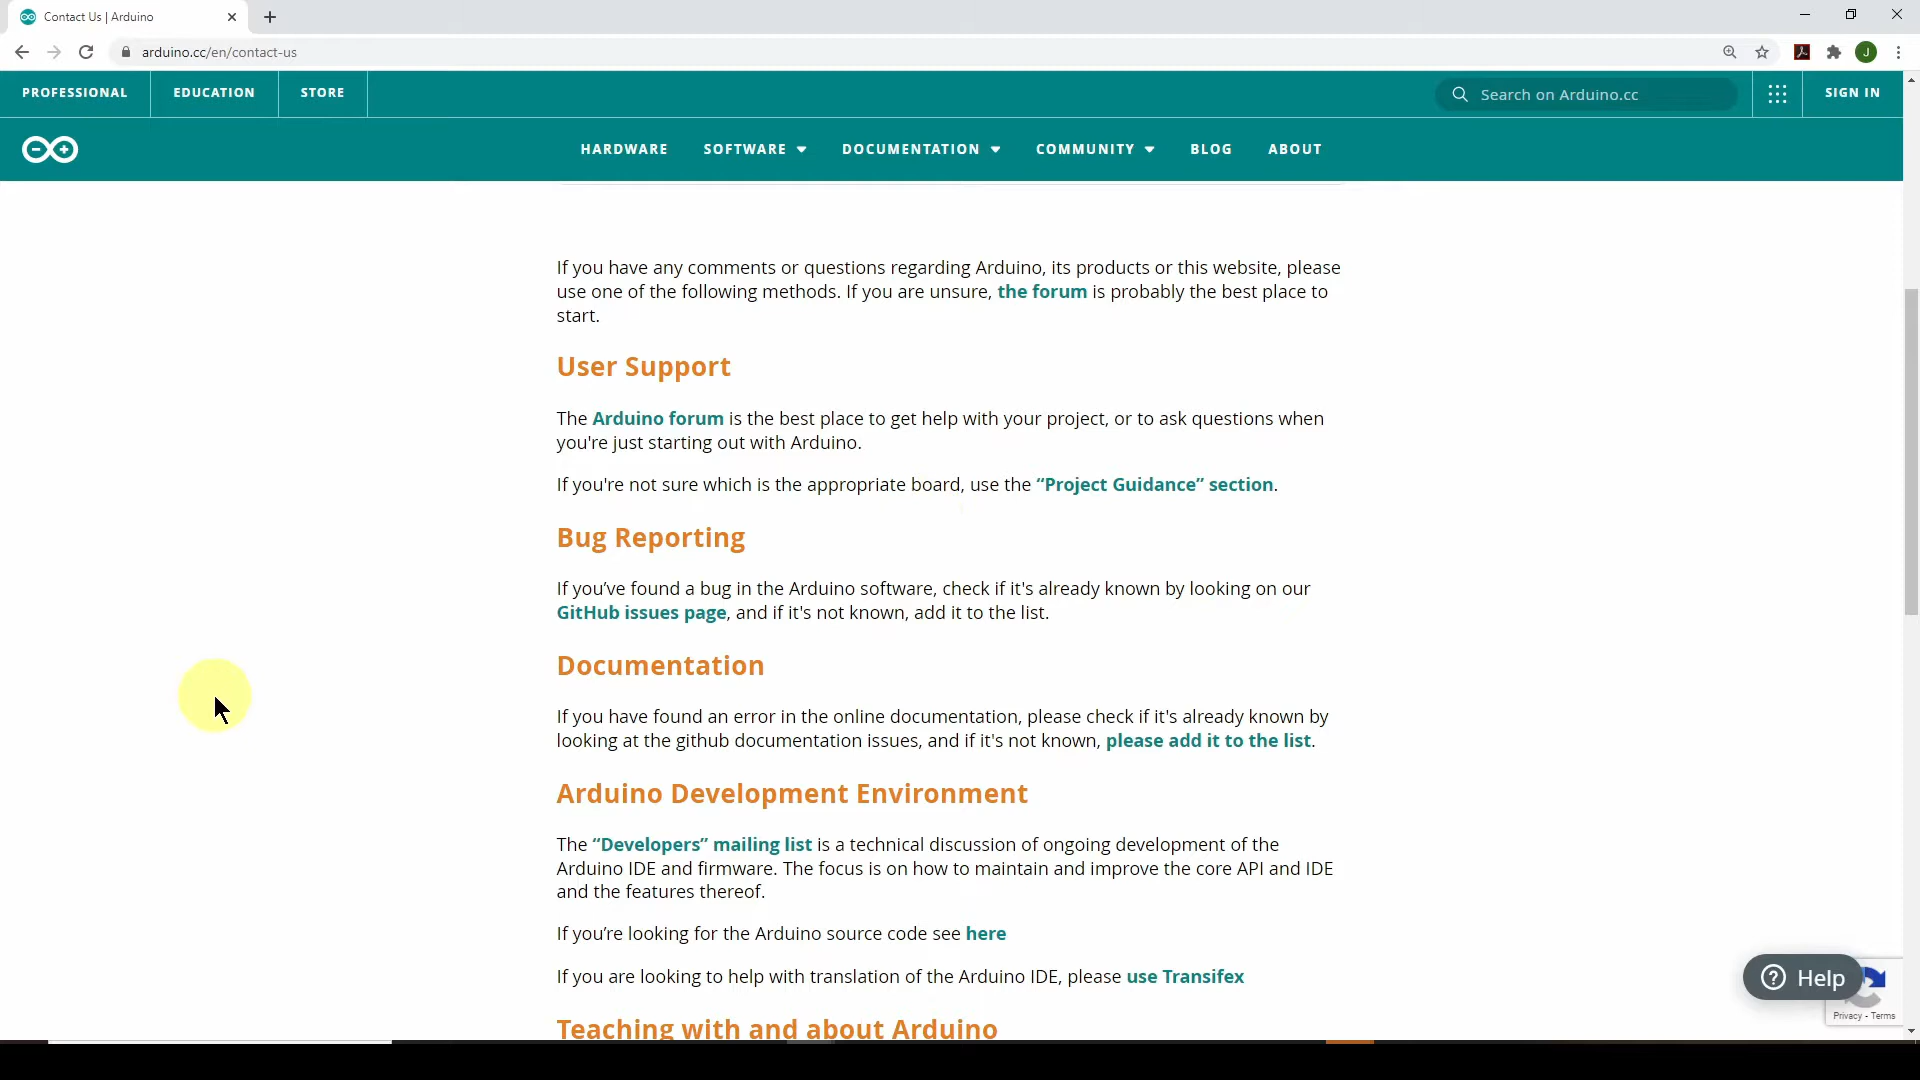 Contact Us | Arduino
arduino.cc/en/contact-us
J
PROFESSIONAL
EDUCATION
STORE
Search on Arduino.cc
SIGN IN
HARDWARE
SOFTWARE
DOCUMENTATION
COMMUNITY
BLOG
ABOUT
If you have any comments or questions regarding Arduino, its products or this website, please
use one of the following methods. If you are unsure, the forum is probably the best place to
start.
User Support
The Arduino forum is the best place to get help with your project, or to ask questions when
you're just starting out with Arduino.
If you're not sure which is the appropriate board, use the “Project Guidance” section.
Bug Reporting
If you’ve found a bug in the Arduino software, check if it's already known by looking on our
GitHub issues page, and if it's not known, add it to the list.
Documentation
If you have found an error in the online documentation, please check if it's already known by
looking at the github documentation issues, and if it's not known, please add it to the list.
Arduino Development Environment
The “Developers” mailing list is a technical discussion of ongoing development of the
Arduino IDE and firmware. The focus is on how to maintain and improve the core API and IDE
and the features thereof.
If you’re looking for the Arduino source code see here
If you are looking to help with translation of the Arduino IDE, please use Transifex
Teaching with and about Arduino
Help
Privacy - Terms